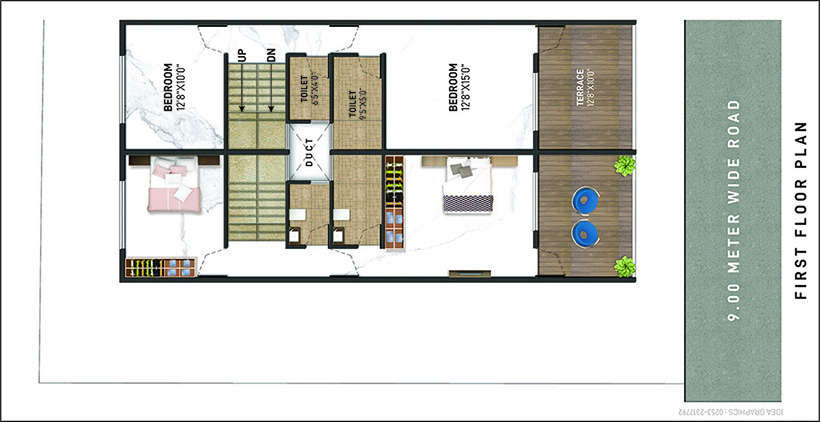 BEDROOM
12'8"X10'0"
UP
DN
TOILET
6'5"X4'0"
TOILET
9'5"X5'0"
DUCT
BEDROOM
12'8"X15'0"
TERRACE
12'8"X10'0"
9.00 METER WIDE ROAD
FIRST FLOOR PLAN
IDEA GRAPHICS : 0253-2317792